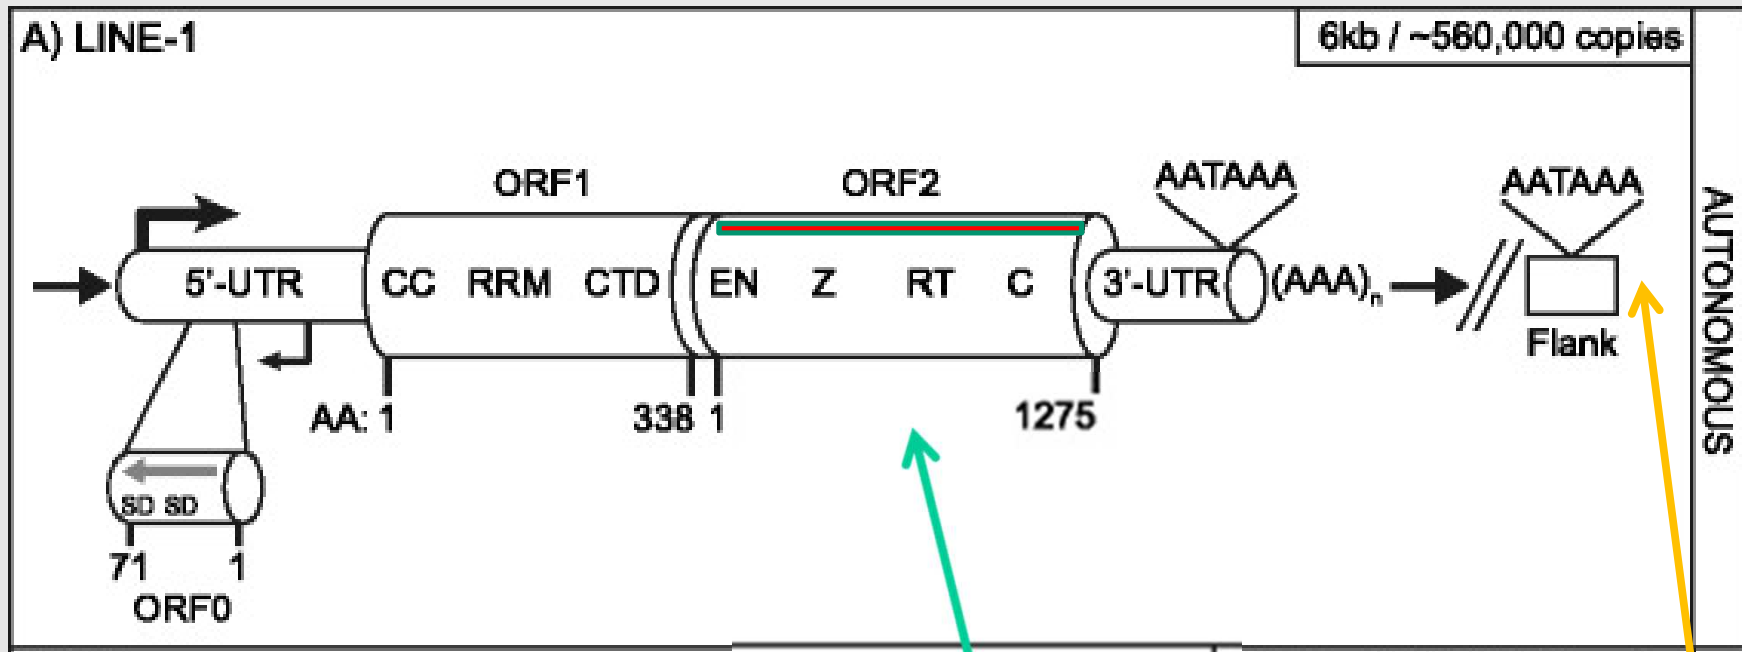 A) LINE-1
6kb / ~560,000 copies
ORF1
ORF2
AATAAA
AATAAA
5'-UTR
CC RRM CTD
EN Z RT C
3'-UTR
(AAA)n
Flank
AA: 1
338 1
1275
SD SD
71 1
ORF0
AUTONOMOUS